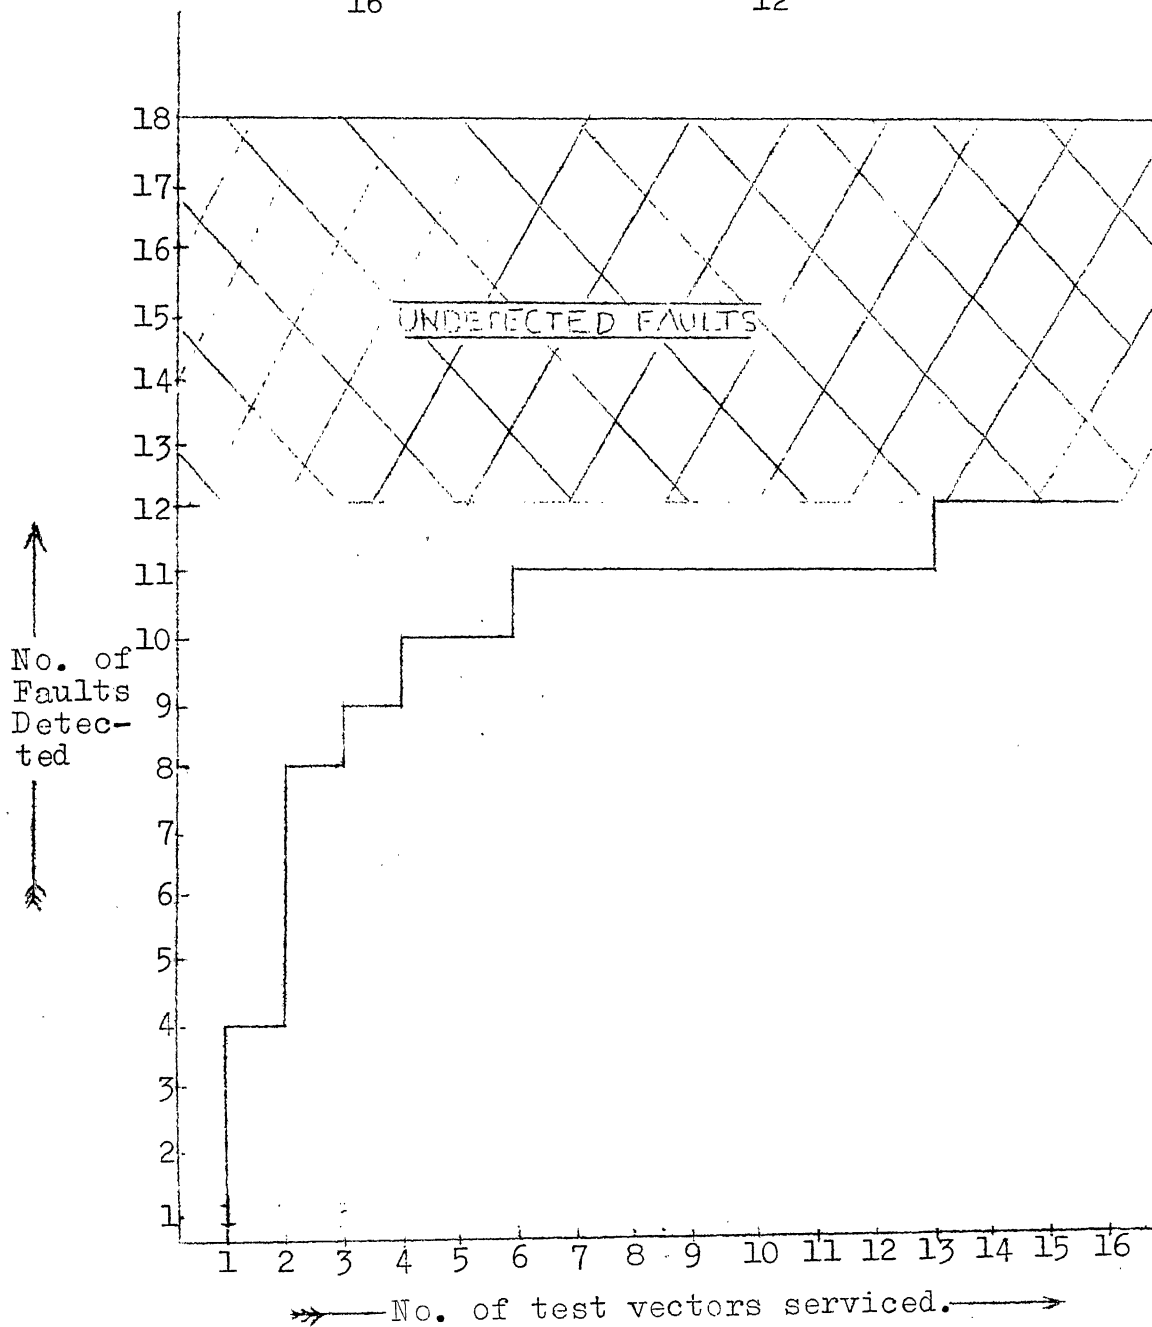 16 12
18
17
16
15
UNDETECTED FAULTS
14
13
12
11
10
No. of
Faults
9
Detec-
ted
8
7
6
5
4
3
2
1
1 2 3 4 5 6 7 8 9 10 11 12 13 14 15 16
No. of test vectors serviced.